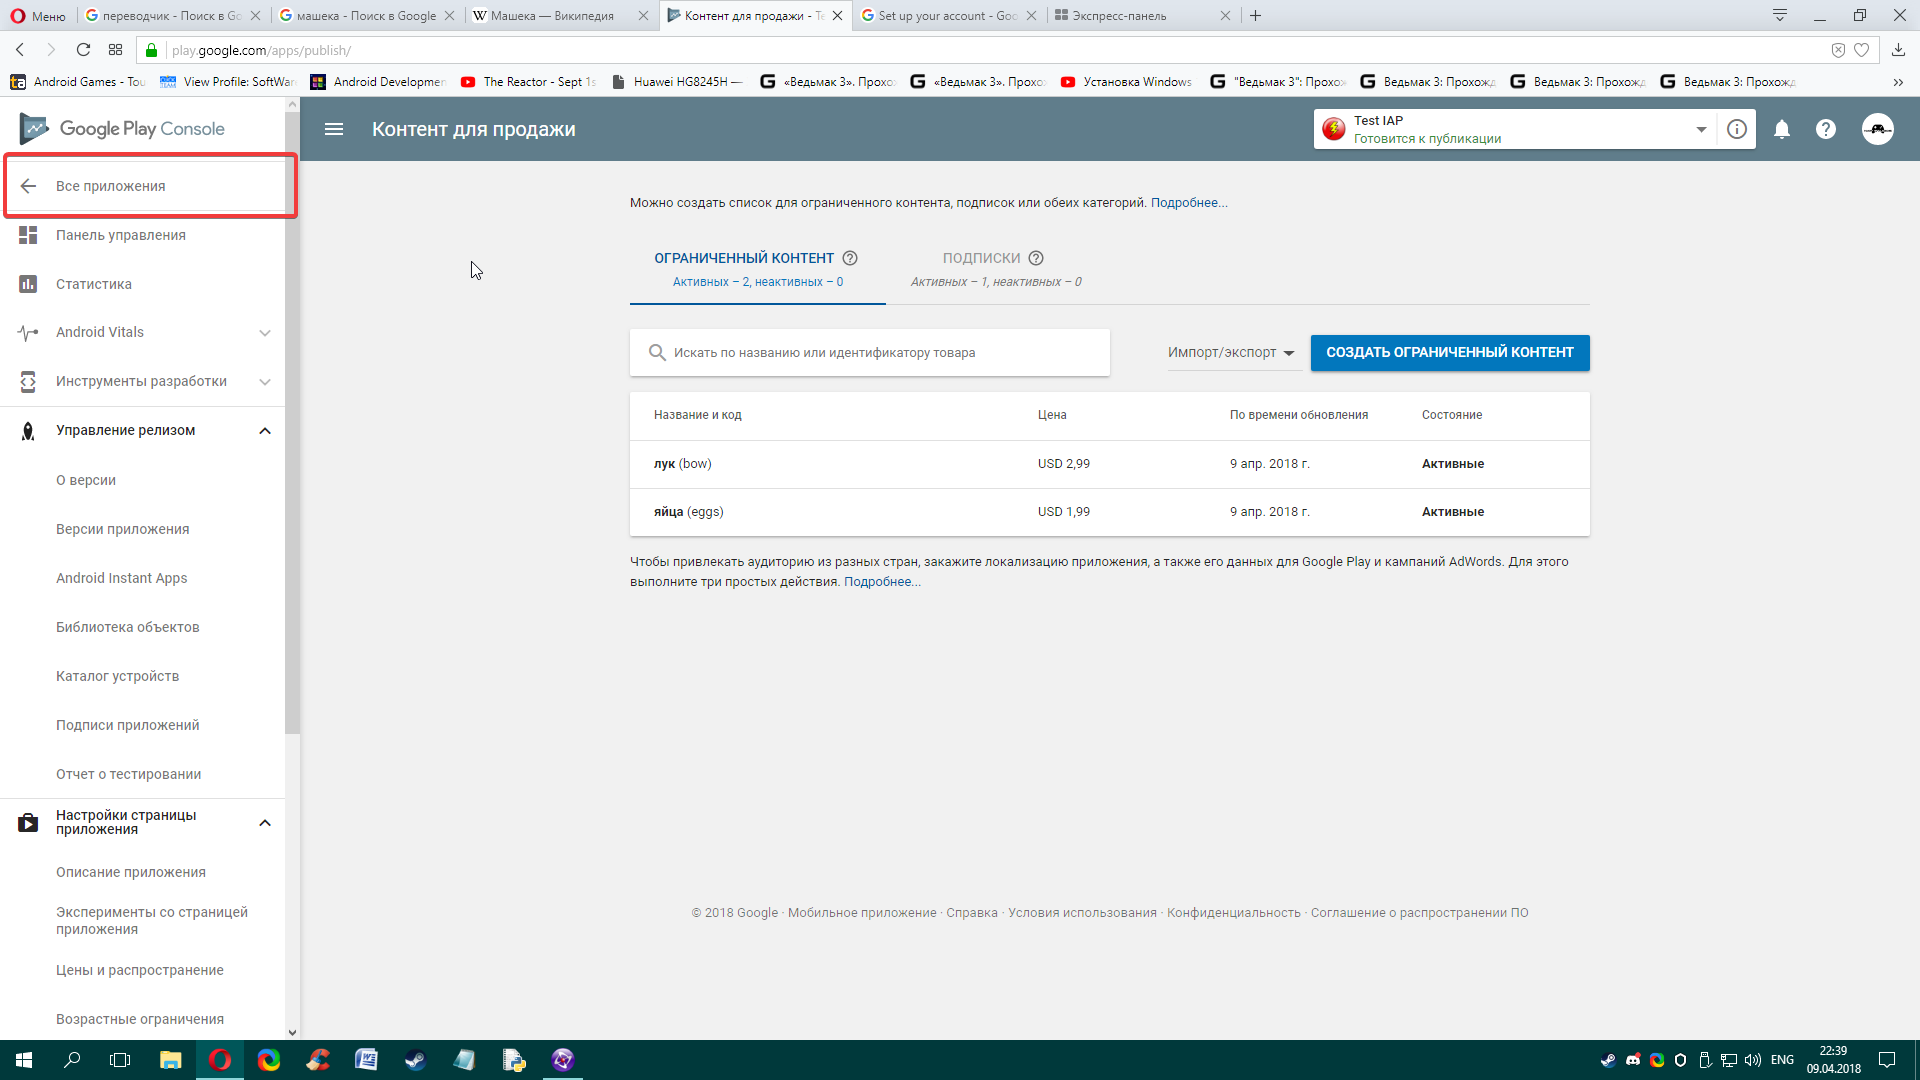 Меню
переводчик - Поиск в Go
машека - Поиск в Google
Машека — Википедия
Контент для продажи - Te
Set up your account - Goo
Экспресс-панель
play.google.com/apps/publish/
Android Games - Tou
View Profile: SoftWar
Android Developmen
The Reactor - Sept 1s
Huawei HG8245H —
«Ведьмак 3». Прохо
«Ведьмак 3». Прохо
Установка Windows
"Ведьмак 3": Прохо
Ведьмак 3: Прохожд
Ведьмак 3: Прохожд
Ведьмак 3: Прохожд
Google Play Console
Контент для продажи
Test IAP
Готовится к публикации
Все приложения
Панель управления
Статистика
Android Vitals
Инструменты разработки
Управление релизом
О версии
Версии приложения
Android Instant Apps
Библиотека объектов
Каталог устройств
Подписи приложений
Отчет о тестировании
Настройки страницы
приложения
Описание приложения
Эксперименты со страницей
приложения
Цены и распространение
Возрастные ограничения
Можно создать список для ограниченного контента, подписок или обеих категорий. Подробнее...
ОГРАНИЧЕННЫЙ КОНТЕНТ
Активных – 2, неактивных – 0
ПОДПИСКИ
Активных – 1, неактивных – 0
Искать по названию или идентификатору товара
Импорт/экспорт
СОЗДАТЬ ОГРАНИЧЕННЫЙ КОНТЕНТ
Название и код Цена По времени обновления Состояние
лук (bow) USD 2,99 9 апр. 2018 г. Активные
яйца (eggs) USD 1,99 9 апр. 2018 г. Активные
Чтобы привлекать аудиторию из разных стран, закажите локализацию приложения, а также его данных для Google Play и кампаний AdWords. Для этого
выполните три простых действия. Подробнее...
© 2018 Google · Мобильное приложение · Справка · Условия использования · Конфиденциальность · Соглашение о распространении ПО
ENG
22:39
09.04.2018